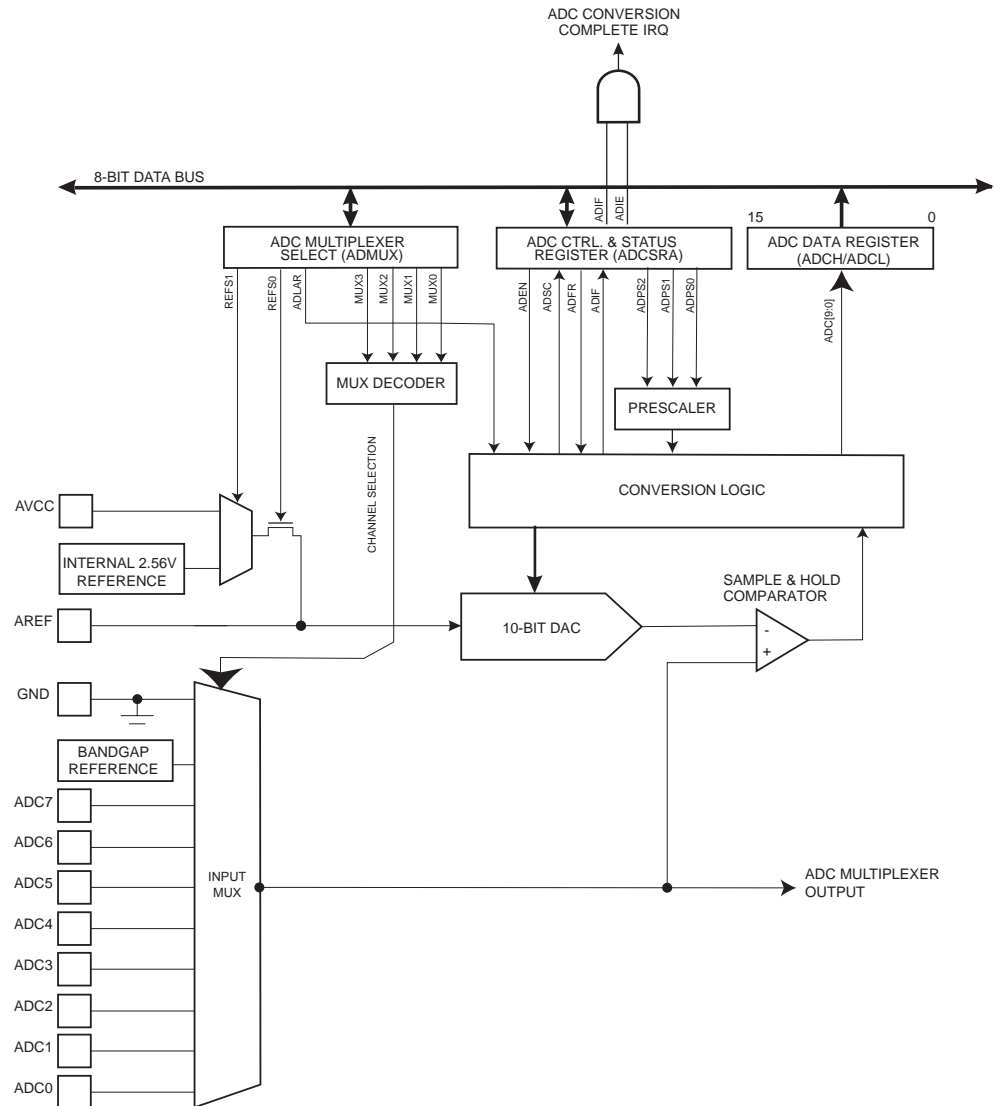 ADC CONVERSION
COMPLETE IRQ
8-BIT DATA BUS
ADIF
ADIE
15
0
ADC MULTIPLEXER
SELECT (ADMUX)
ADC CTRL. & STATUS
REGISTER (ADCSRA)
ADC DATA REGISTER
(ADCH/ADCL)
REFS1
REFS0
ADLAR
MUX3
MUX2
MUX1
MUX0
ADEN
ADSC
ADFR
ADIF
ADPS2
ADPS1
ADPS0
ADC[9:0]
MUX DECODER
PRESCALER
CHANNEL SELECTION
CONVERSION LOGIC
AVCC
INTERNAL 2.56V
REFERENCE
SAMPLE & HOLD
COMPARATOR
AREF
10-BIT DAC
-
+
GND
BANDGAP
REFERENCE
ADC7
ADC6
ADC5
INPUT
MUX
ADC MULTIPLEXER
OUTPUT
ADC4
ADC3
ADC2
ADC1
ADC0